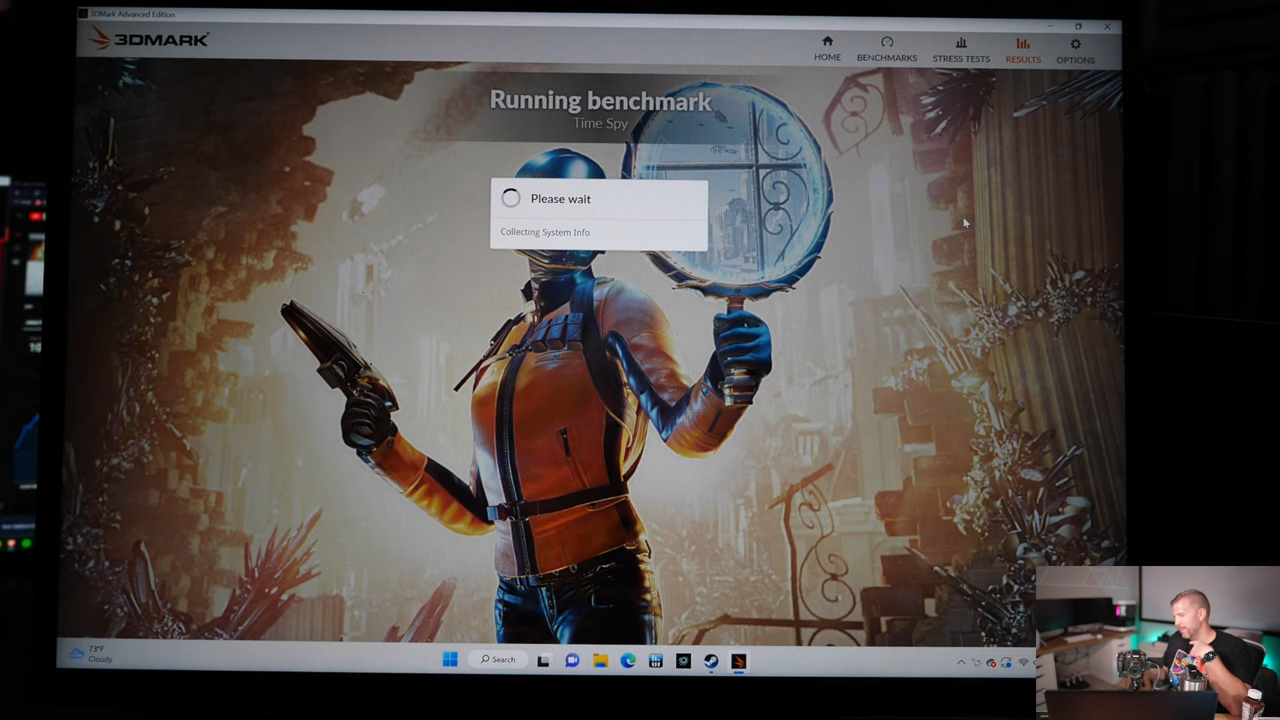 3DMark Advanced Edition
3DMARK
HOME
BENCHMARKS
STRESS TESTS
RESULTS
OPTIONS
Running benchmark
Time Spy
Please wait
Collecting System Info
73°F
Cloudy
Search